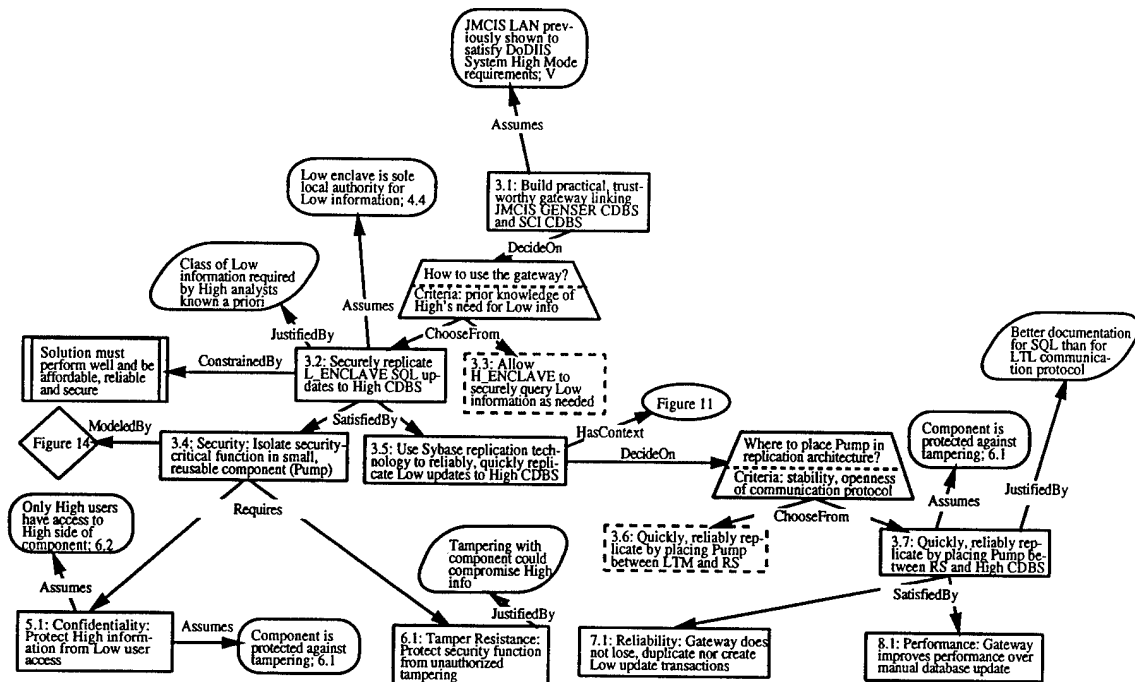 JMCIS LAN prev-
iously shown to
satisfy DoDIIS
System High Mode
requirements; V
Assumes
Low enclave is sole
local authority for
Low information; 4.4
3.1: Build practical, trust-
worthy gateway linking
JMCIS GENSER CDBS
and SCI CDBS
DecideOn
Class of Low
information required
by High analysts
known a priori
How to use the gateway?
Criteria: prior knowledge of
High's need for Low info
Assumes
JustifiedBy
ChooseFrom
Solution must
perform well and be
affordable, reliable
and secure
ConstrainedBy
3.2: Securely replicate
L_ENCLAVE SQL up-
dates to High CDBS
3.3: Allow
H_ENCLAVE to
securely query Low
information as needed
Better documentation
for SQL than for
LTL communica-
tion protocol
SatisfiedBy
Figure 14
ModeledBy
3.4: Security: Isolate security-
critical function in small,
reusable component (Pump)
3.5: Use Sybase replication tech-
nology to reliably, quickly repli-
cate Low updates to High CDBS
HasContext
Figure 11
DecideOn
Where to place Pump in
replication architecture?
Criteria: stability, openness
of communication protocol
Component is
protected against
tampering; 6.1
Assumes
JustifiedBy
Requires
ChooseFrom
Only High users
have access to
High side of
component; 6.2
Tampering with
component could
compromise High
info
3.6: Quickly, reliably rep-
licate by placing Pump
between LTM and RS
3.7: Quickly, reliably rep-
licate by placing Pump be-
tween RS and High CDBS
Assumes
JustifiedBy
SatisfiedBy
5.1: Confidentiality:
Protect High inform-
ation from Low user
access
Assumes
Component is
protected against
tampering; 6.1
6.1: Tamper Resistance:
Protect security function
from unauthorized
tampering
7.1: Reliability: Gateway does
not lose, duplicate nor create
Low update transactions
8.1: Performance: Gateway
improves performance over
manual database update